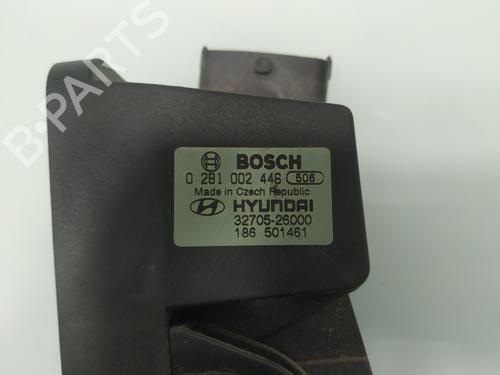 B-PARTS
BOSCH
0 281 002 446 506
Made in Czech Republic
HYUNDAI
32705-26000
186 501461